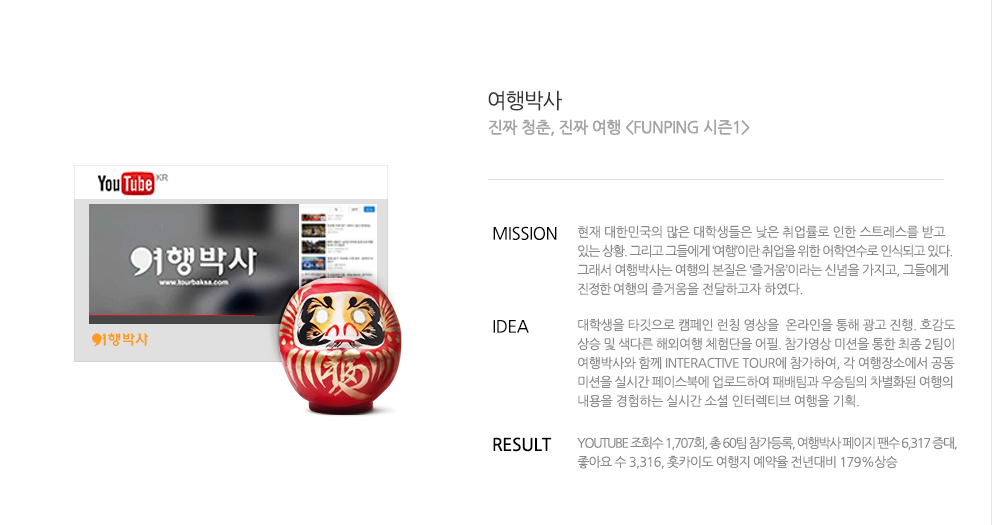 여행박사
진짜 청춘, 진짜 여행 <FUNPING 시즌1>
YouTube KR
여행박사
www.tourbaksa.com
여행박사
福
MISSION
현재 대한민국의 많은 대학생들은 낮은 취업률로 인한 스트레스를 받고
있는 상황. 그리고 그들에게 '여행'이란 취업을 위한 어학연수로 인식되고 있다.
그래서 여행박사는 여행의 본질은 '즐거움'이라는 신념을 가지고, 그들에게
진정한 여행의 즐거움을 전달하고자 하였다.
IDEA
대학생을 타깃으로 캠페인 런칭 영상을 온라인을 통해 광고 진행. 호감도
상승 및 색다른 해외여행 체험단을 어필. 참가영상 미션을 통한 최종 2팀이
여행박사와 함께 INTERACTIVE TOUR에 참가하여, 각 여행장소에서 공동
미션을 실시간 페이스북에 업로드하여 패배팀과 우승팀의 차별화된 여행의
내용을 경험하는 실시간 소셜 인터렉티브 여행을 기획.
RESULT
YOUTUBE 조회수 1,707회, 총 60팀 참가등록, 여행박사 페이지 팬수 6,317 증대,
좋아요 수 3,316, 홋카이도 여행지 예약율 전년대비 179%상승